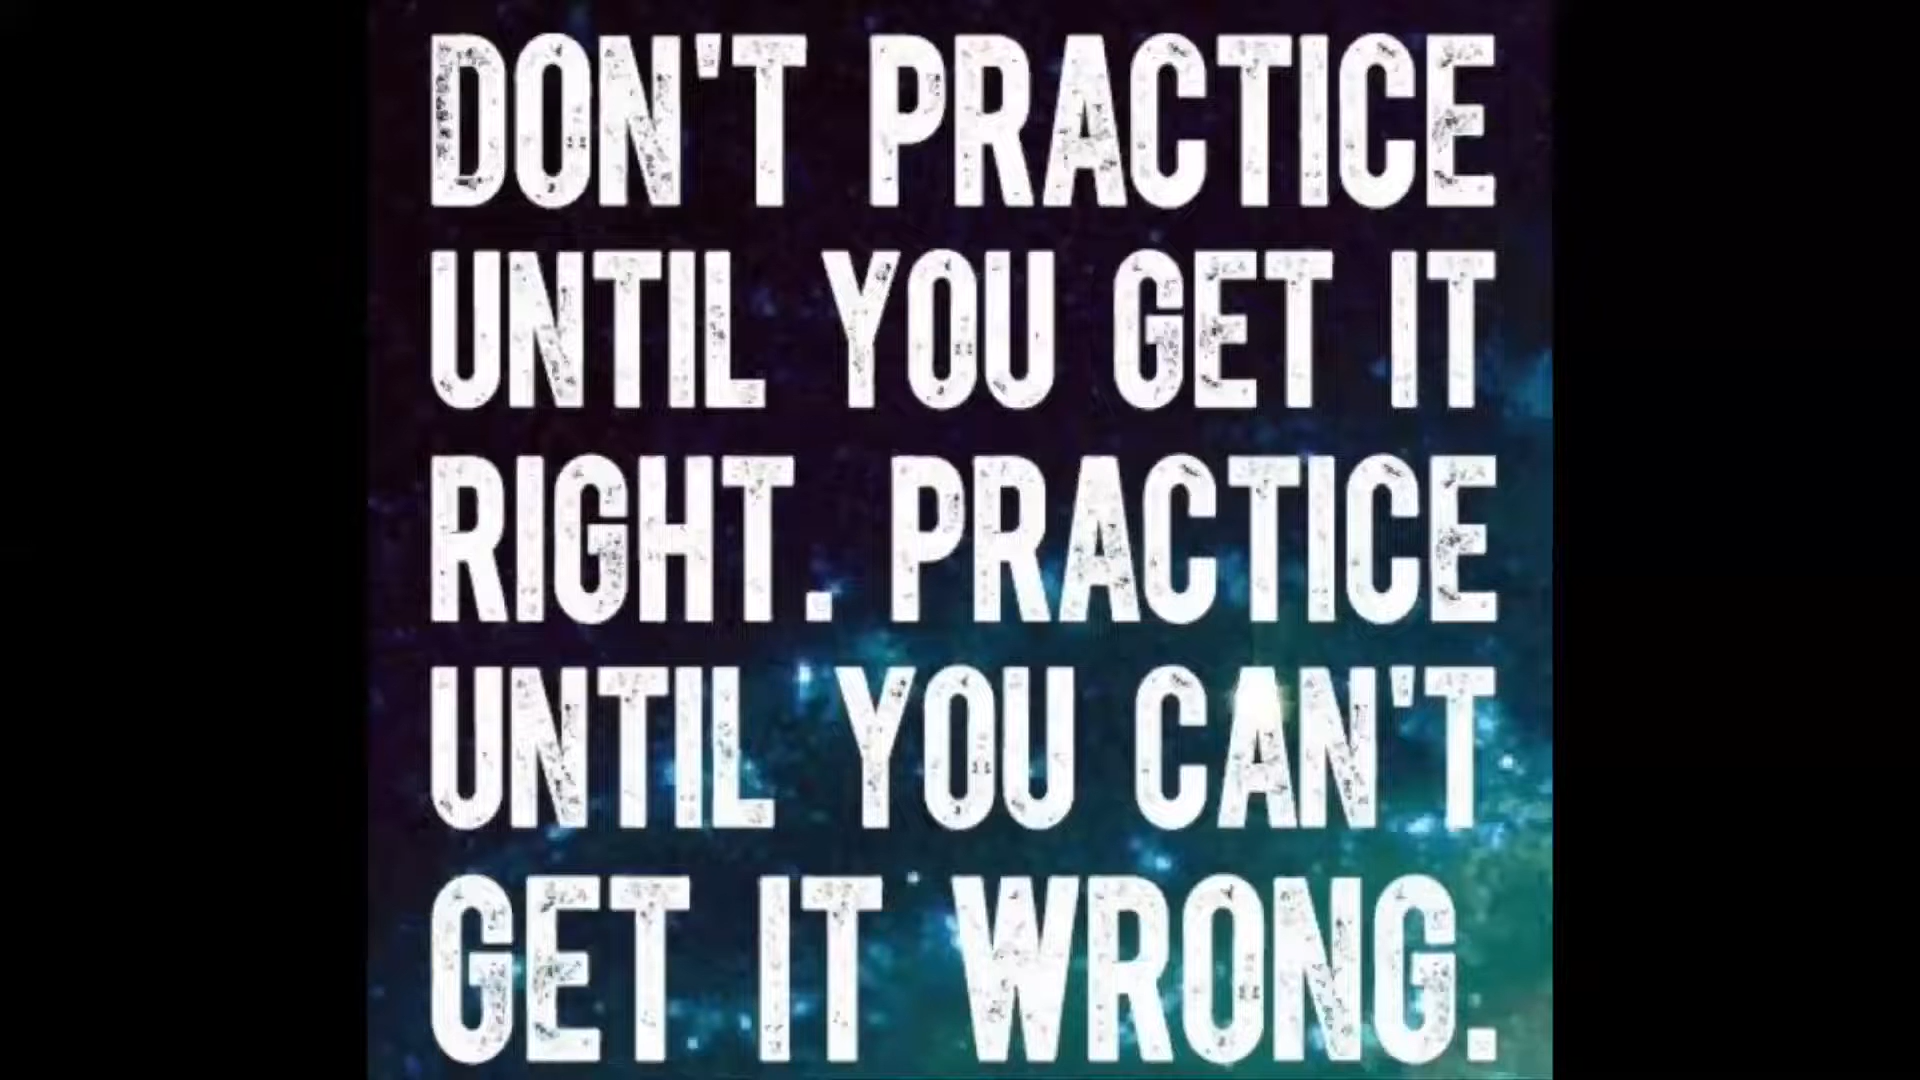 DON'T PRACTICE
UNTIL YOU GET IT
RIGHT. PRACTICE
UNTIL YOU CAN'T
GET IT WRONG.